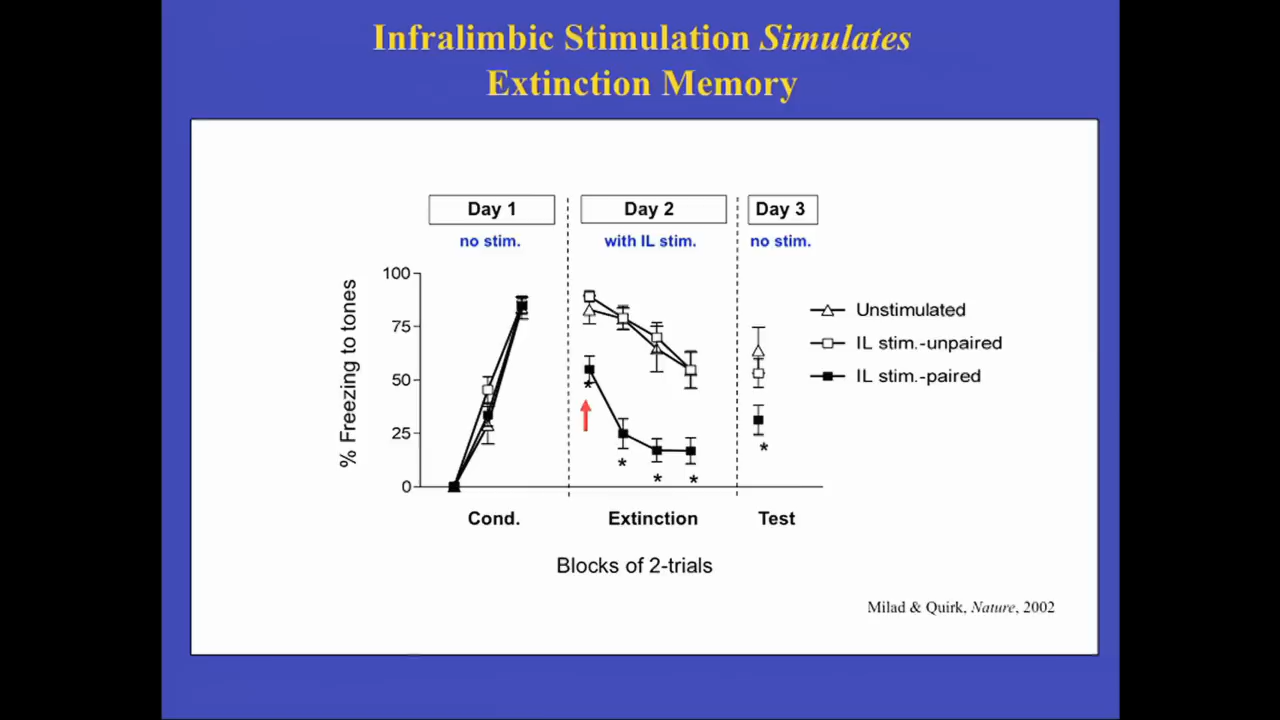 Infralimbic Stimulation Simulates
Extinction Memory
Day 1
Day 2
Day 3
no stim.
with IL stim.
no stim.
% Freezing to tones
100
75
50
25
0
*
*
*
*
*
Unstimulated
IL stim.-unpaired
IL stim.-paired
Cond.
Extinction
Test
Blocks of 2-trials
Milad & Quirk, Nature, 2002